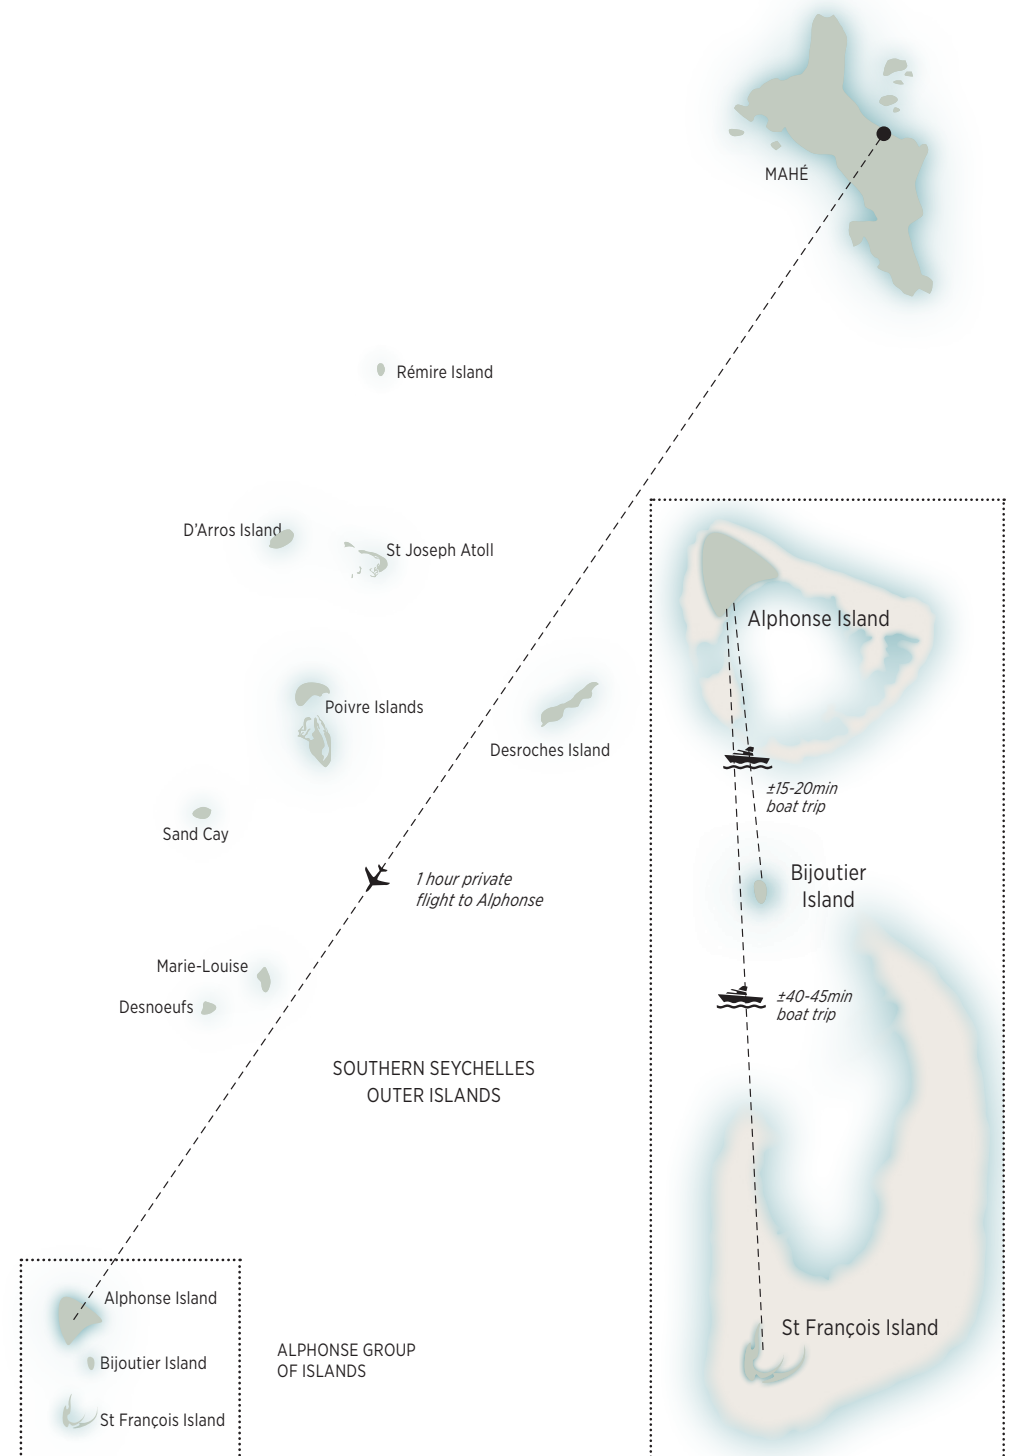 MAHÉ
Rémire Island
D'Arros Island
St Joseph Atoll
Alphonse Island
Poivre Islands
Desroches Island
±15-20min
boat trip
Sand Cay
Bijoutier
Island
1 hour private
flight to Alphonse
Marie-Louise
Desnoeufs
±40-45min
boat trip
SOUTHERN SEYCHELLES
OUTER ISLANDS
St François Island
Alphonse Island
Bijoutier Island
St François Island
ALPHONSE GROUP
OF ISLANDS